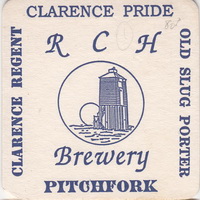 CLARENCE PRIDE
CLARENCE REGENT
OLD SLUG PORTER
R C H
Brewery
PITCHFORK